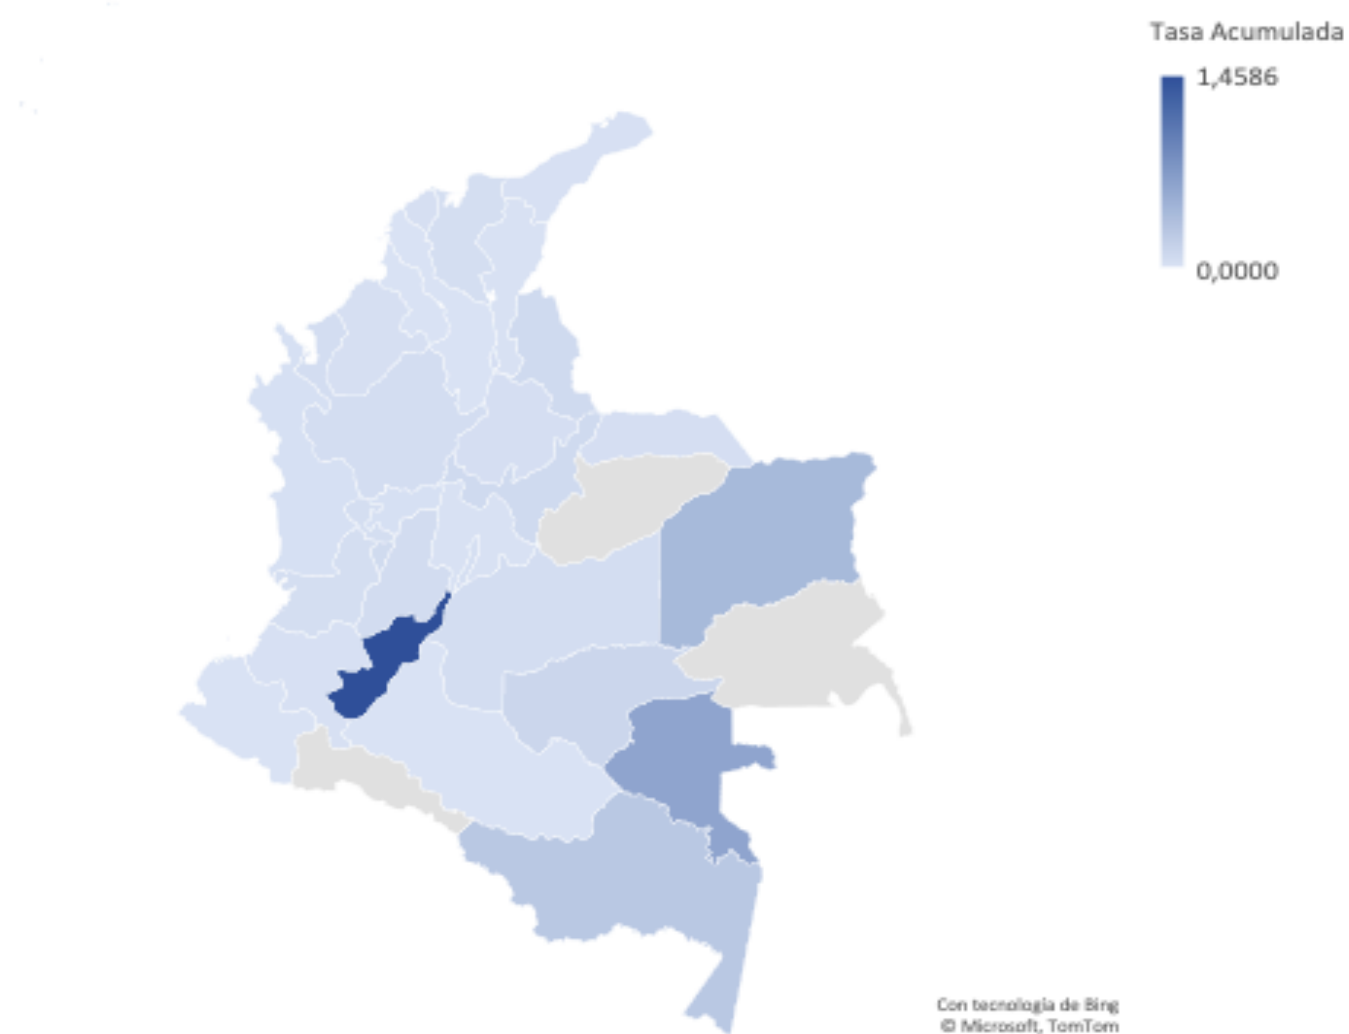 Tasa Acumulada
1,4586
0,0000
Con tecnología de Bing
© Microsoft, TomTom